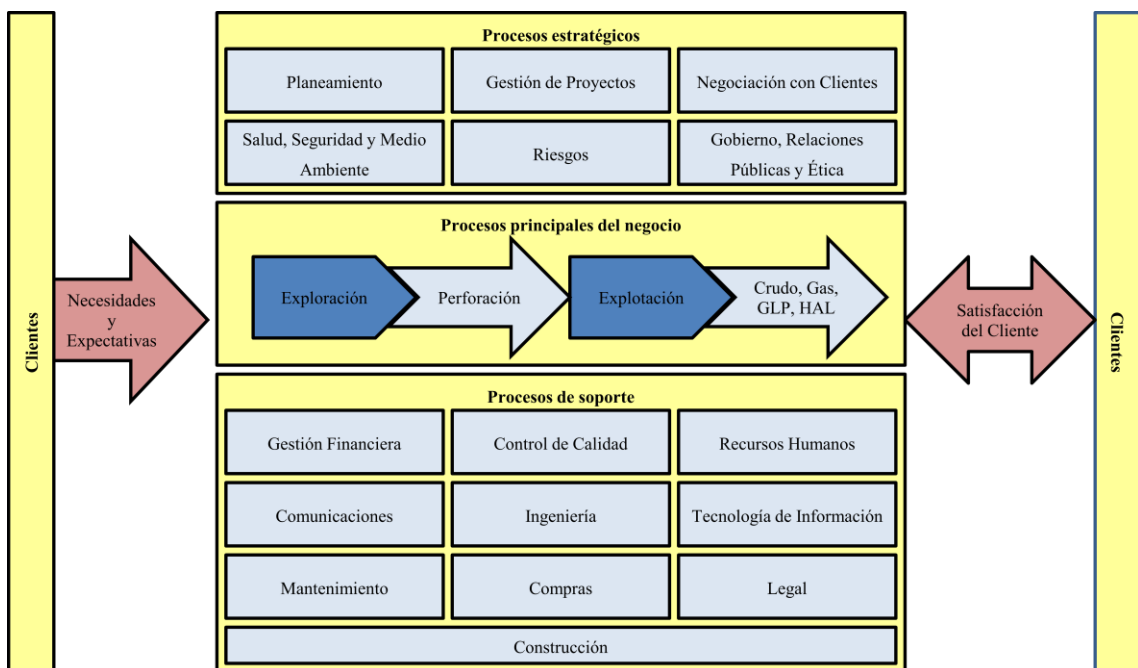 Clientes
Necesidades
y
Expectativas
Procesos estratégicos
Planeamiento
Gestión de Proyectos
Negociación con Clientes
Salud, Seguridad y Medio
Ambiente
Riesgos
Gobierno, Relaciones
Públicas y Ética
Procesos principales del negocio
Exploración
Perforación
Explotación
Crudo, Gas,
GLP, HAL
Procesos de soporte
Gestión Financiera
Control de Calidad
Recursos Humanos
Comunicaciones
Ingeniería
Tecnología de Información
Mantenimiento
Compras
Legal
Construcción
Satisfacción
del Cliente
Clientes